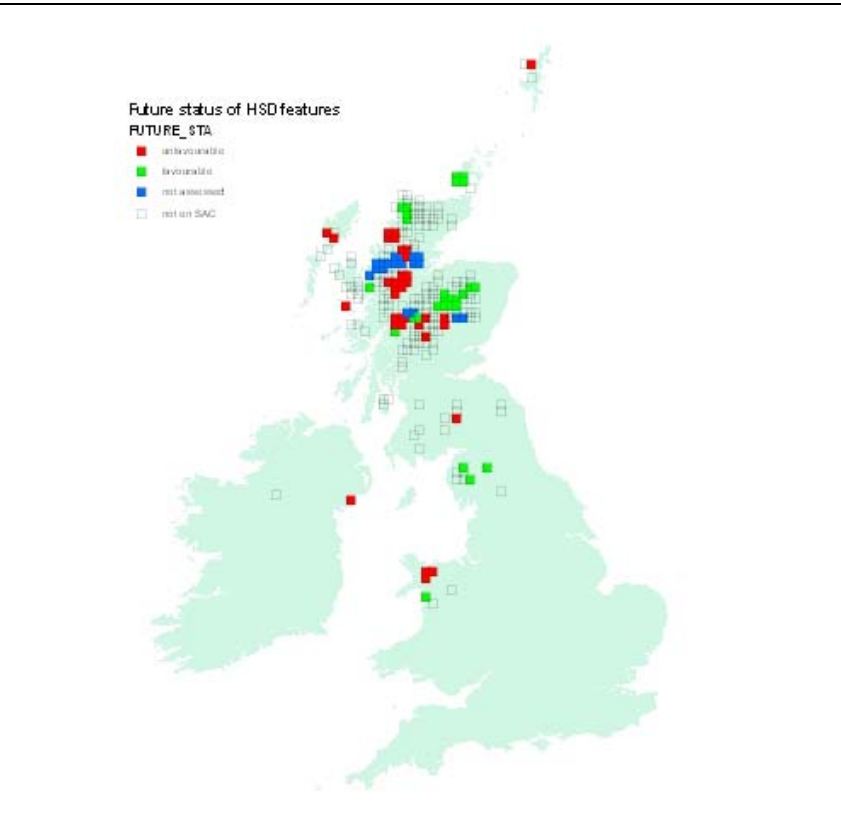 Future status of HSD features
FUTURE_STA
unfavourable
favourable
not assessed
not on SAC